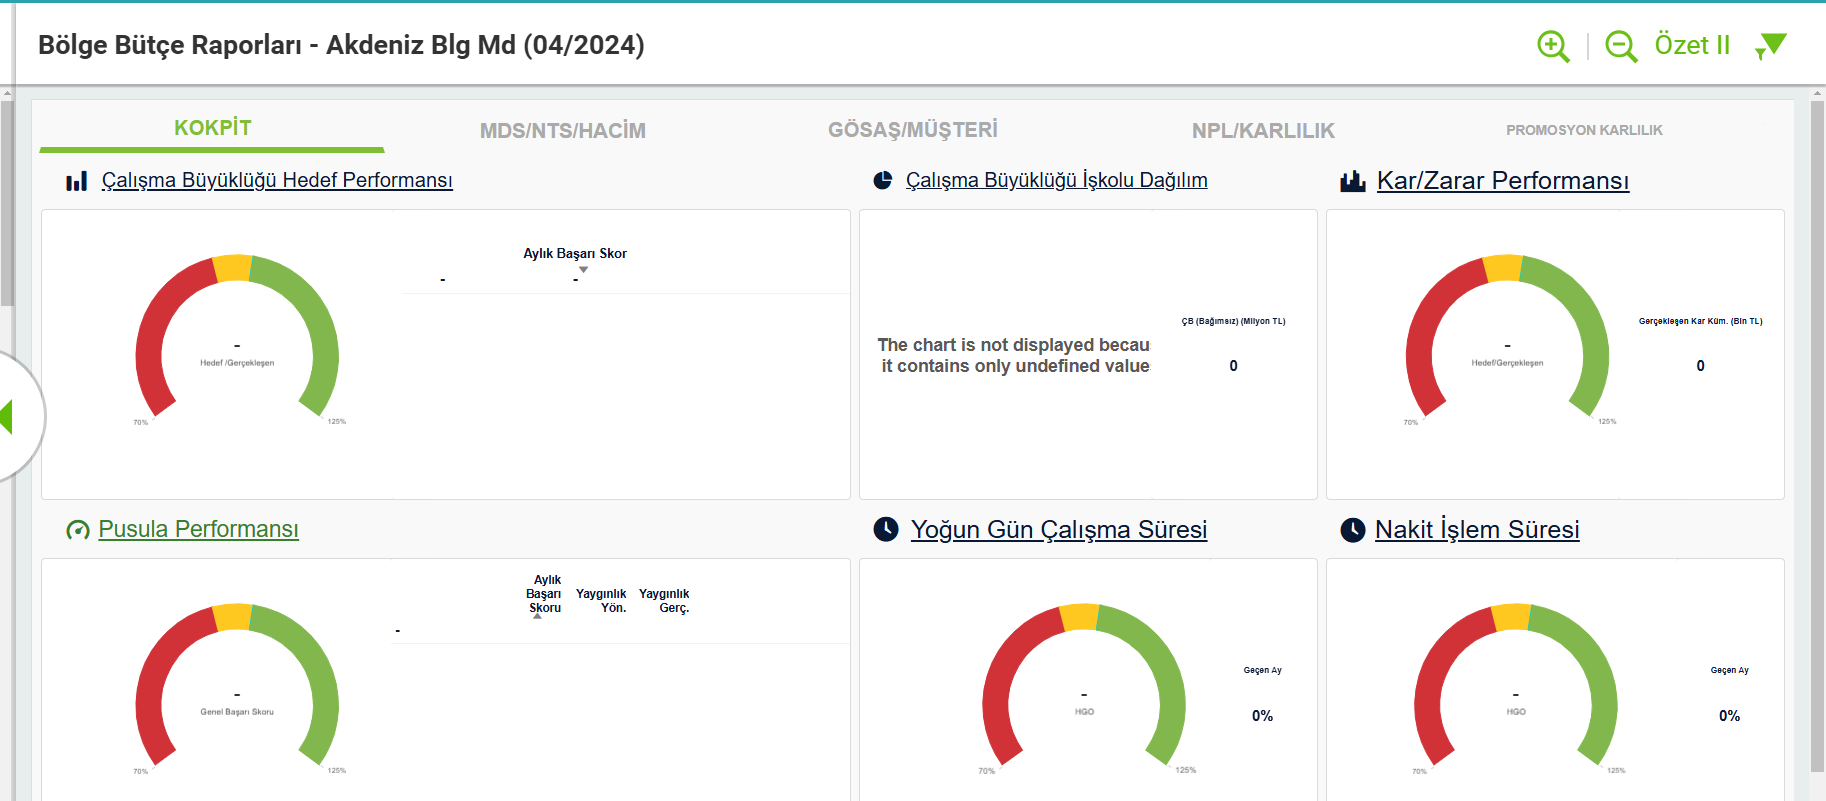 Bölge Bütçe Raporları - Akdeniz Blg Md (04/2024)
Özet II
KOKPİT
MDS/NTS/HACİM
GÖSAŞ/MÜŞTERİ
NPL/KARLILIK
PROMOSYON KARLILIK
Çalışma Büyüklüğü Hedef Performansı
Çalışma Büyüklüğü İşkolu Dağılım
Kar/Zarar Performansı
-
Hedef /Gerçekleşen
70%
125%
Aylık Başarı Skor
-
-
The chart is not displayed becau
it contains only undefined value
ÇB (Bağımsız) (Milyon TL)
0
-
Hedef/Gerçekleşen
70%
125%
Gerçekleşen Kar Küm. (Bin TL)
0
Pusula Performansı
Yoğun Gün Çalışma Süresi
Nakit İşlem Süresi
-
Genel Başarı Skoru
70%
125%
Aylık
Başarı
Skoru
Yaygınlık
Yön.
Yaygınlık
Gerç.
-
-
HGO
70%
125%
Geçen Ay
0%
-
HGO
70%
125%
Geçen Ay
0%